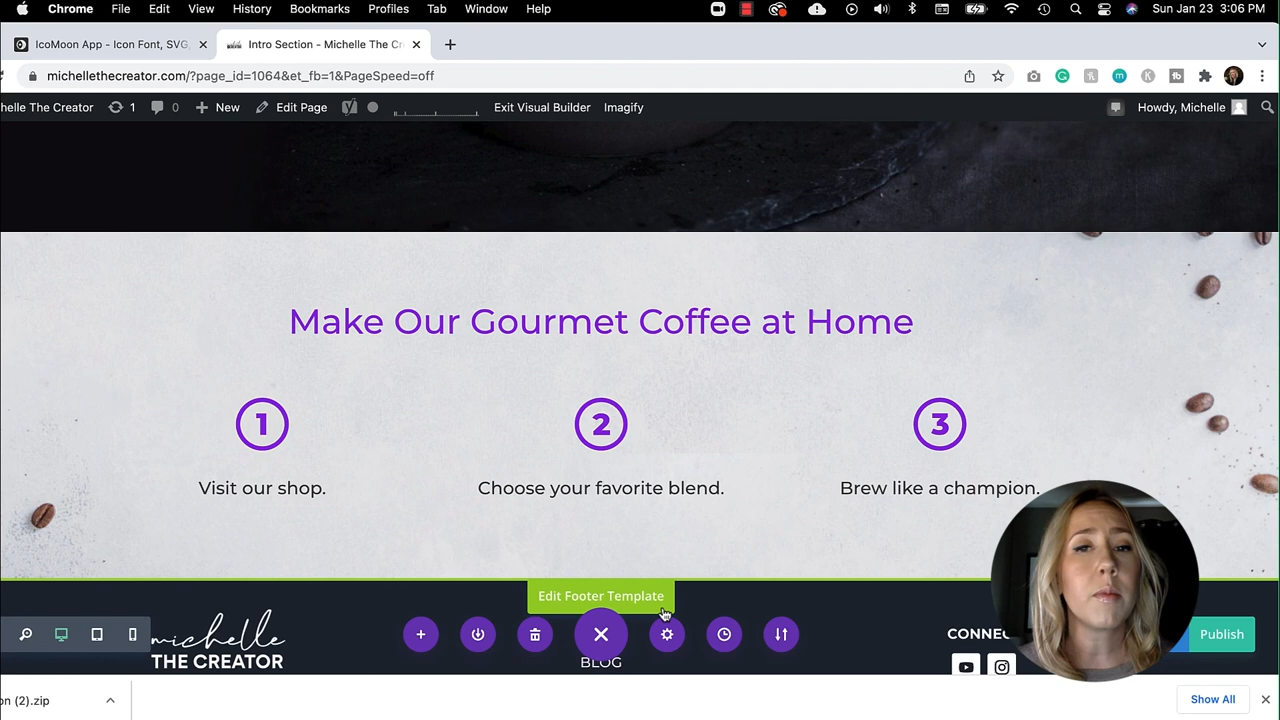 Chrome File Edit View History Bookmarks Profiles Tab Window Help Sun Jan 23 3:06 PM
IcoMoon App - Icon Font, SVG, Intro Section - Michelle The Cr
michellethecreator.com/?page_id=1064&et_fb=1&PageSpeed=off
helle The Creator 1 0 New Edit Page Exit Visual Builder Imagify Howdy, Michelle
Make Our Gourmet Coffee at Home
1 2 3
Visit our shop. Choose your favorite blend. Brew like a champion.
Edit Footer Template
michelle
THE CREATOR
CONNEC
Publish
BLOG
on (2).zip
Show All